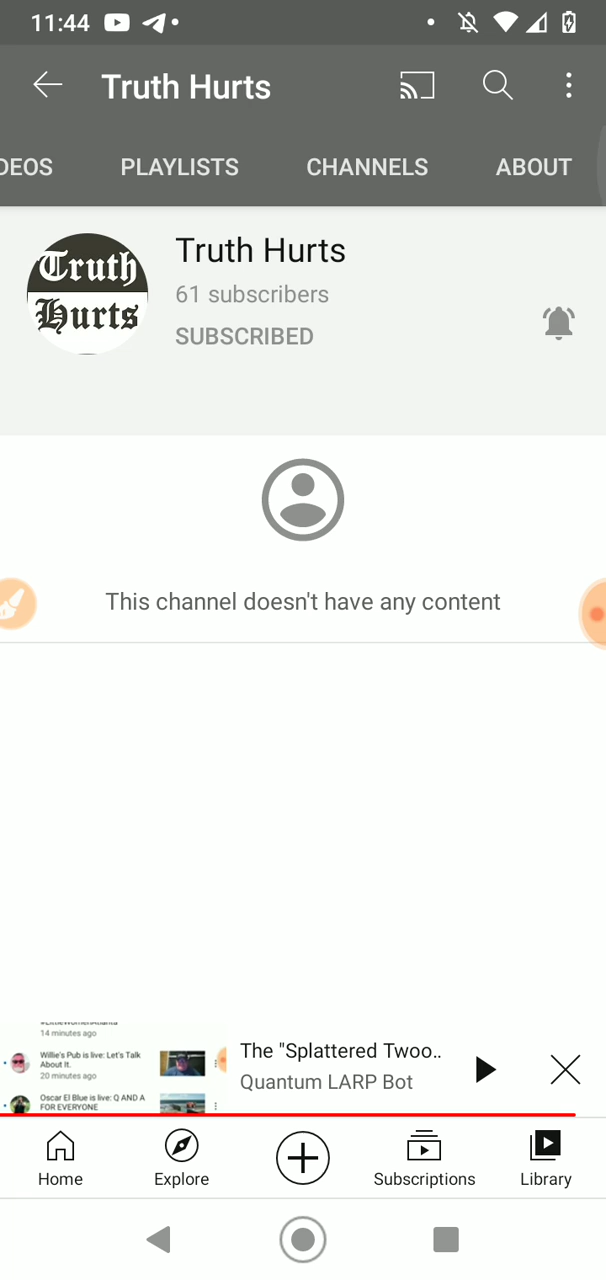 11:44
Truth Hurts
DEOS PLAYLISTS CHANNELS ABOUT
Truth
Hurts
Truth Hurts
61 subscribers
SUBSCRIBED
This channel doesn't have any content
14 minutes ago
Willie's Pub is live: Let's Talk
About It.
20 minutes ago
Oscar El Blue is live: Q AND A
FOR EVERYONE
The "Splattered Twoo..
Quantum LARP Bot
Home Explore Subscriptions Library